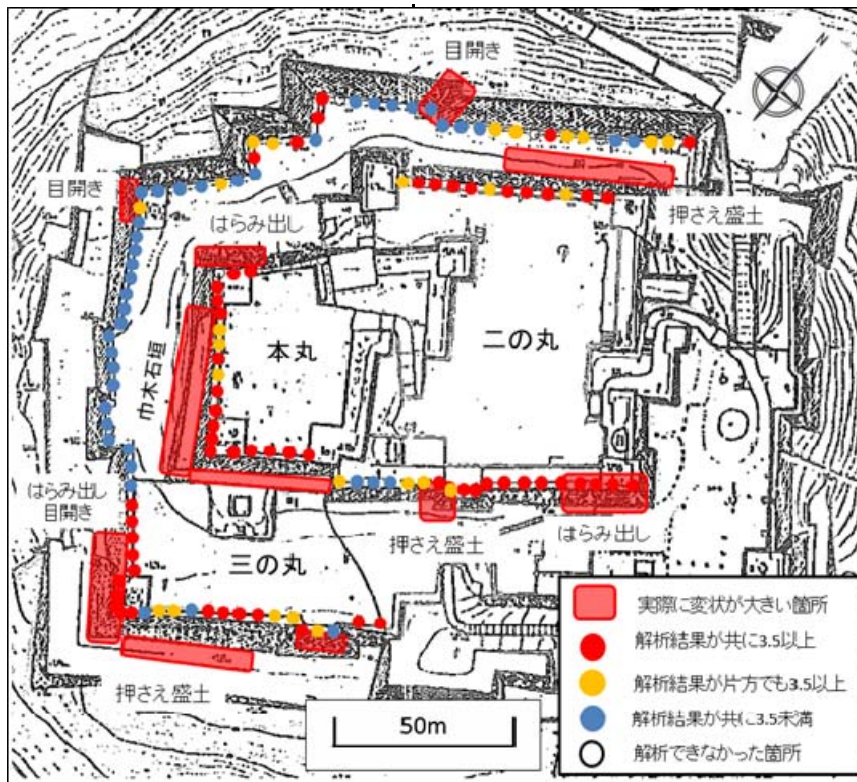 目開き
目開き
はらみ出し
押さえ盛土
本丸
二の丸
巾木石垣
はらみ出し
目開き
押さえ盛土
はらみ出し
三の丸
押さえ盛土
実際に変状が大きい箇所
解析結果が共に3.5以上
解析結果が片方でも3.5以上
解析結果が共に3.5未満
解析できなかった箇所
50m